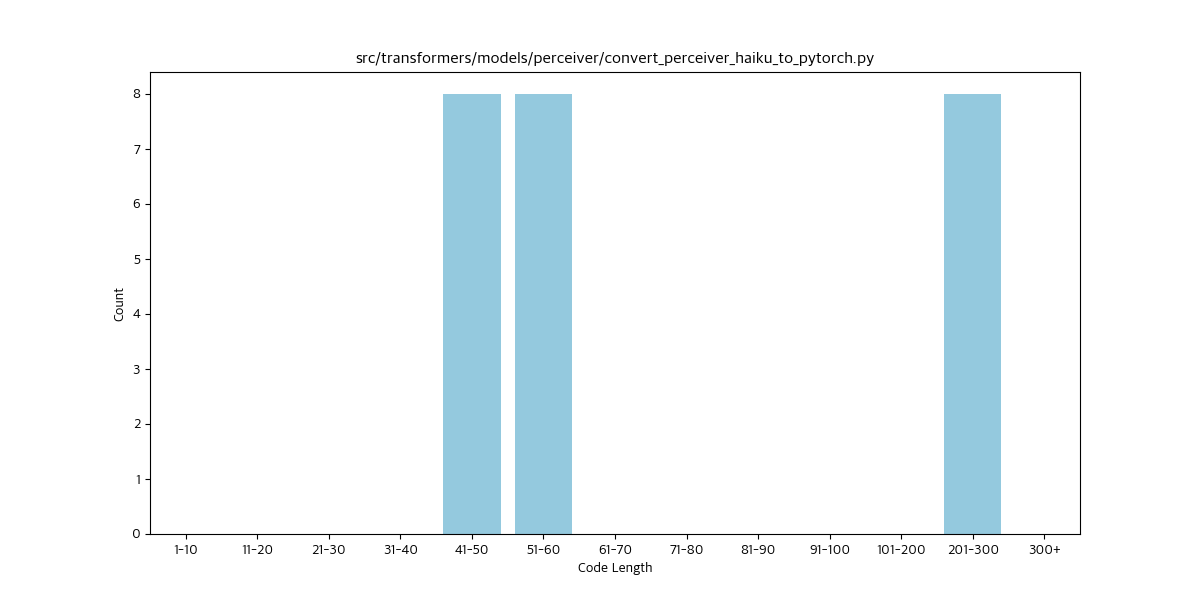 src/transformers/models/perceiver/convert_perceiver_haiku_to_pytorch.py
8
7
6
5
4
3
2
1
0
Count
1-10 11-20 21-30 31-40 41-50 51-60 61-70 71-80 81-90 91-100 101-200 201-300 300+
Code Length